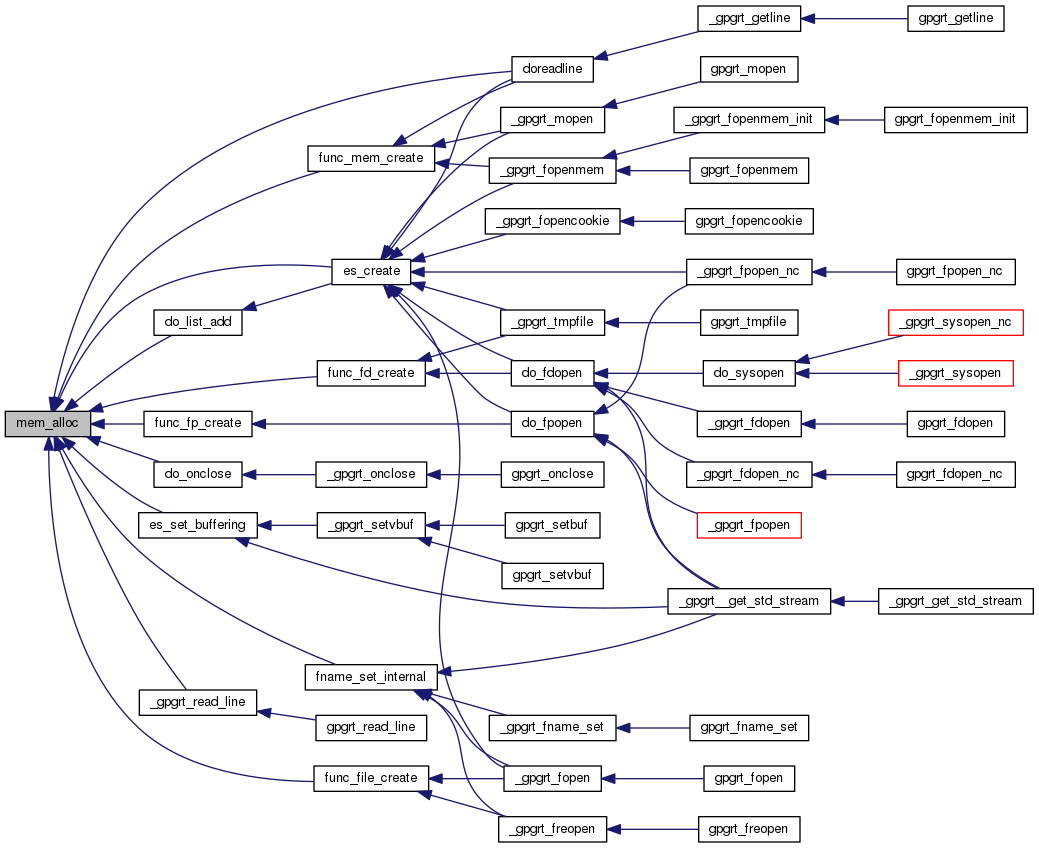 _gpgrt_getline
gpgrt_getline
doreadline
gpgrt_mopen
_gpgrt_mopen
_gpgrt_fopenmem_init
gpgrt_fopenmem_init
func_mem_create
_gpgrt_fopenmem
gpgrt_fopenmem
_gpgrt_fopencookie
gpgrt_fopencookie
es_create
_gpgrt_fpopen_nc
gpgrt_fpopen_nc
do_list_add
_gpgrt_tmpfile
gpgrt_tmpfile
_gpgrt_sysopen_nc
func_fd_create
do_fdopen
do_sysopen
_gpgrt_sysopen
mem_alloc
func_fp_create
do_fpopen
_gpgrt_fdopen
gpgrt_fdopen
do_onclose
_gpgrt_onclose
gpgrt_onclose
_gpgrt_fdopen_nc
gpgrt_fdopen_nc
es_set_buffering
_gpgrt_setvbuf
gpgrt_setbuf
_gpgrt_fpopen
gpgrt_setvbuf
_gpgrt__get_std_stream
_gpgrt_get_std_stream
fname_set_internal
_gpgrt_read_line
gpgrt_read_line
_gpgrt_fname_set
gpgrt_fname_set
func_file_create
_gpgrt_fopen
gpgrt_fopen
_gpgrt_freopen
gpgrt_freopen